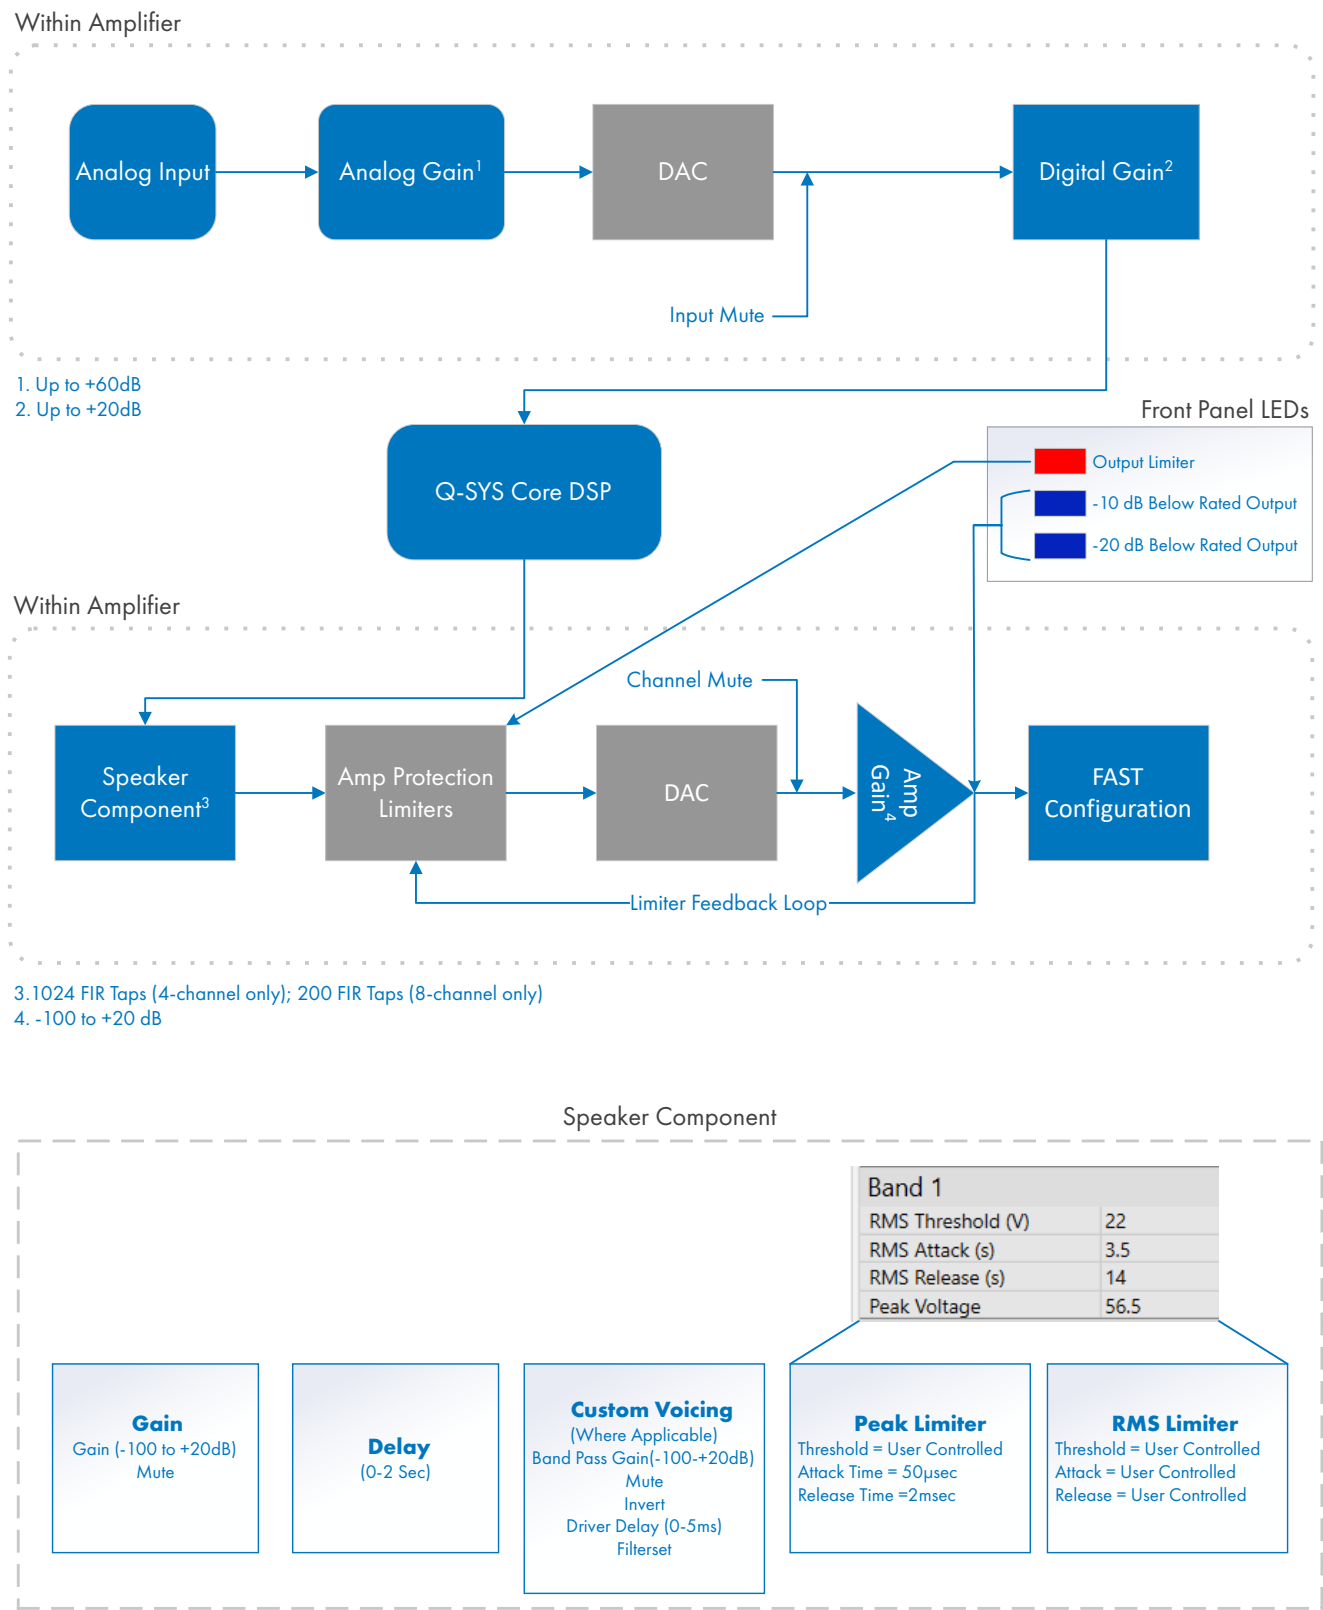 Within Amplifier
Analog Input
Analog Gain¹
DAC
Digital Gain²
Input Mute
1. Up to +60dB
2. Up to +20dB
Front Panel LEDs
Output Limiter
-10 dB Below Rated Output
-20 dB Below Rated Output
Q-SYS Core DSP
Within Amplifier
Channel Mute
Speaker
Component³
Amp Protection
Limiters
DAC
Amp
Gain⁴
FAST
Configuration
Limiter Feedback Loop
3.1024 FIR Taps (4-channel only); 200 FIR Taps (8-channel only)
4. -100 to +20 dB
Speaker Component
Band 1
RMS Threshold (V) 22
RMS Attack (s) 3.5
RMS Release (s) 14
Peak Voltage 56.5
Gain
Gain (-100 to +20dB)
Mute
Delay
(0-2 Sec)
Custom Voicing
(Where Applicable)
Band Pass Gain(-100-+20dB)
Mute
Invert
Driver Delay (0-5ms)
Filterset
Peak Limiter
Threshold = User Controlled
Attack Time = 50µsec
Release Time =2msec
RMS Limiter
Threshold = User Controlled
Attack = User Controlled
Release = User Controlled